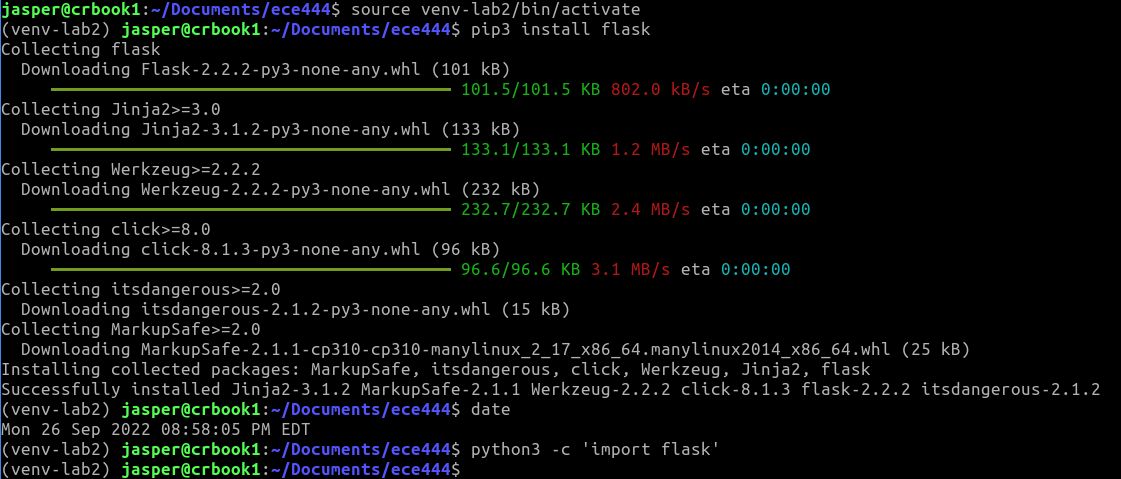 jasper@crbook1:~/Documents/ece444$ source venv-lab2/bin/activate
(venv-lab2) jasper@crbook1:~/Documents/ece444$ pip3 install flask
Collecting flask
  Downloading Flask-2.2.2-py3-none-any.whl (101 kB)
     101.5/101.5 KB 802.0 kB/s eta 0:00:00
Collecting Jinja2>=3.0
  Downloading Jinja2-3.1.2-py3-none-any.whl (133 kB)
     133.1/133.1 KB 1.2 MB/s eta 0:00:00
Collecting Werkzeug>=2.2.2
  Downloading Werkzeug-2.2.2-py3-none-any.whl (232 kB)
     232.7/232.7 KB 2.4 MB/s eta 0:00:00
Collecting click>=8.0
  Downloading click-8.1.3-py3-none-any.whl (96 kB)
     96.6/96.6 KB 3.1 MB/s eta 0:00:00
Collecting itsdangerous>=2.0
  Downloading itsdangerous-2.1.2-py3-none-any.whl (15 kB)
Collecting MarkupSafe>=2.0
  Downloading MarkupSafe-2.1.1-cp310-cp310-manylinux_2_17_x86_64.manylinux2014_x86_64.whl (25 kB)
Installing collected packages: MarkupSafe, itsdangerous, click, Werkzeug, Jinja2, flask
Successfully installed Jinja2-3.1.2 MarkupSafe-2.1.1 Werkzeug-2.2.2 click-8.1.3 flask-2.2.2 itsdangerous-2.1.2
(venv-lab2) jasper@crbook1:~/Documents/ece444$ date
Mon 26 Sep 2022 08:58:05 PM EDT
(venv-lab2) jasper@crbook1:~/Documents/ece444$ python3 -c 'import flask'
(venv-lab2) jasper@crbook1:~/Documents/ece444$